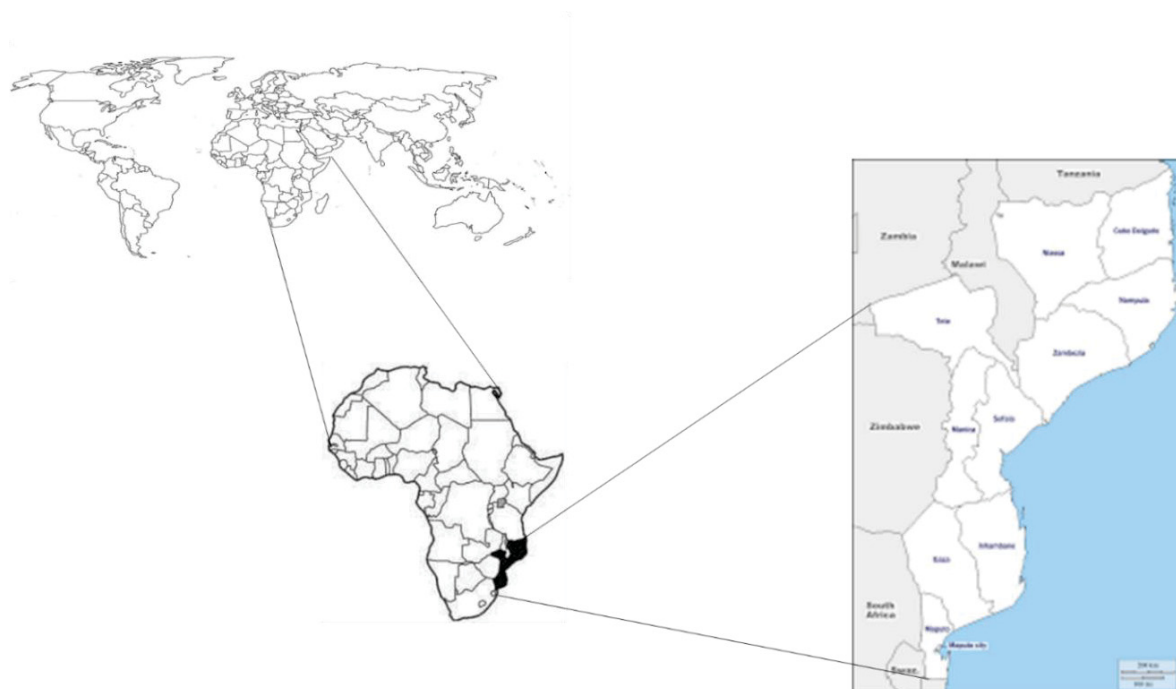 Tanzania
Cabo Delgado
Zambia
Niassa
Malawi
Nampula
Tete
Zambezia
Sofala
Zimbabwe
Manica
Inhambane
Gaza
South
Africa
Maputo
Maputo city